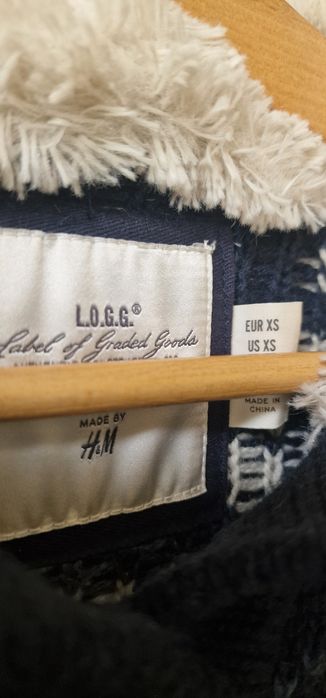 L.O.G.G.®
Label of Graded Goods
MADE BY
H&M
EUR XS
US XS
MADE IN
CHINA